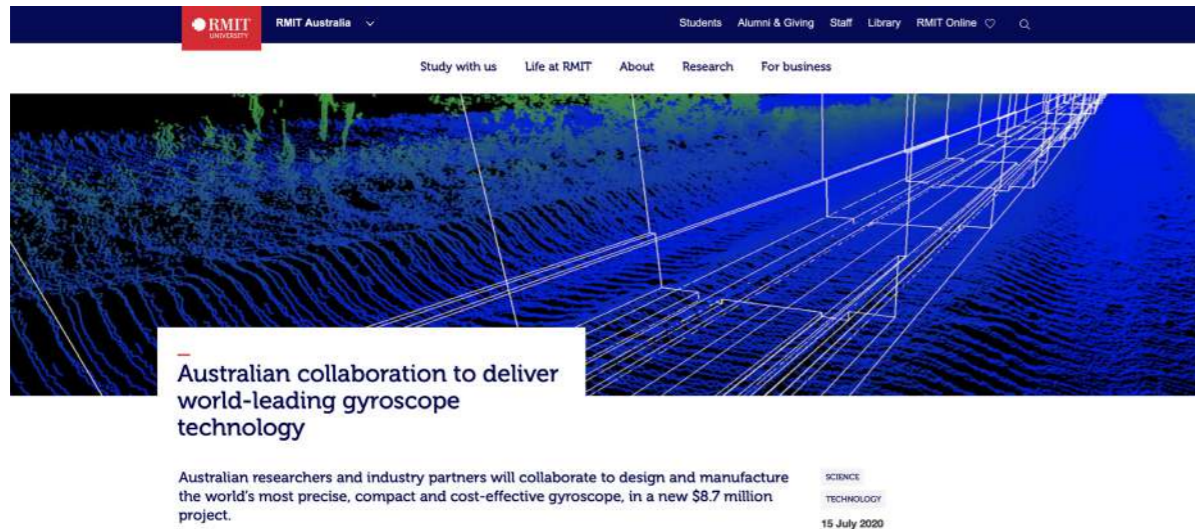 RMIT
UNIVERSITY
RMIT Australia
Students Alumni & Giving Staff Library RMIT Online
Study with us Life at RMIT About Research For business
Australian collaboration to deliver
world-leading gyroscope
technology
Australian researchers and industry partners will collaborate to design and manufacture
the world's most precise, compact and cost-effective gyroscope, in a new $8.7 million
project.
SCIENCE
TECHNOLOGY
15 July 2020